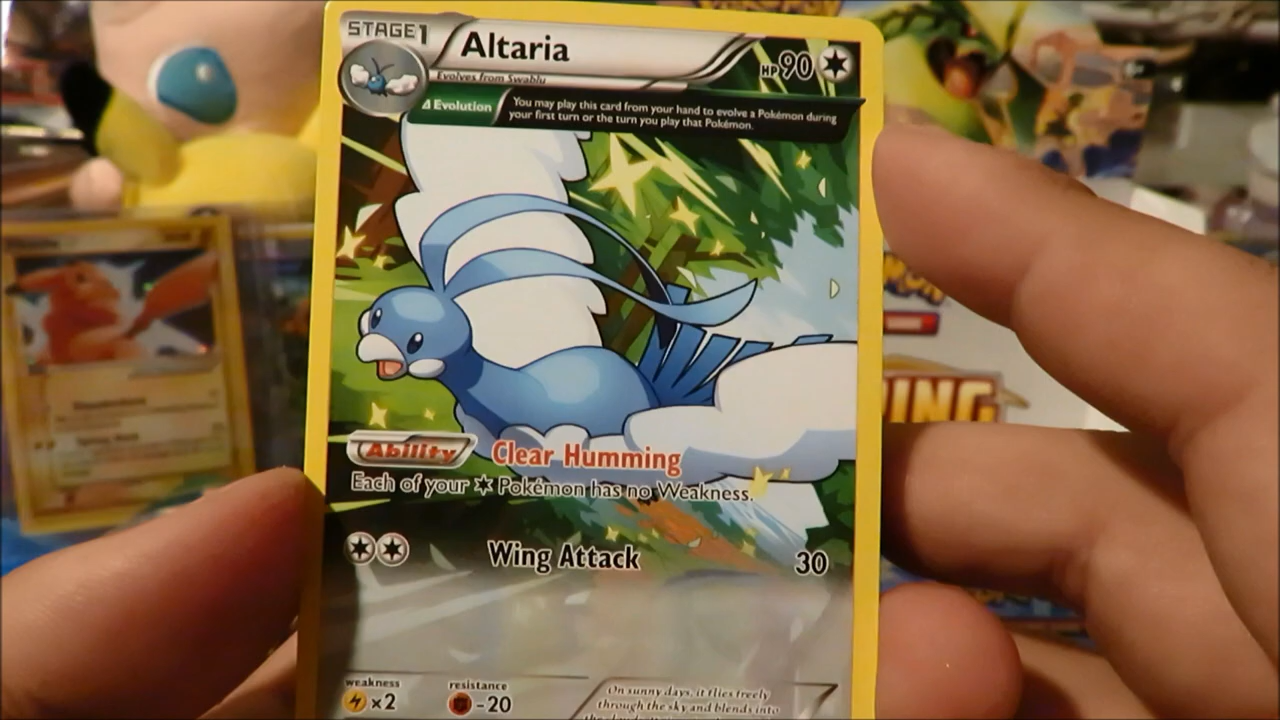 STAGE1
Altaria
HP90
Evolves from Swablu
Δ Evolution
You may play this card from your hand to evolve a Pokémon during
your first turn or the turn you play that Pokémon.
Ability
Clear Humming
Each of your Pokémon has no Weakness.
Wing Attack
30
weakness
×2
resistance
-20
On sunny days, it flies freely
through the sky and blends into
RING